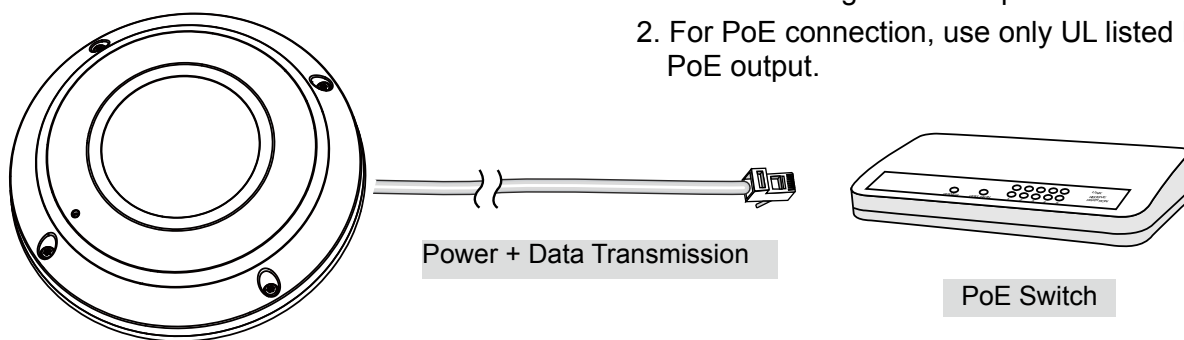 2. For PoE connection, use only UL listed
PoE output.
Power + Data Transmission
PoE Switch